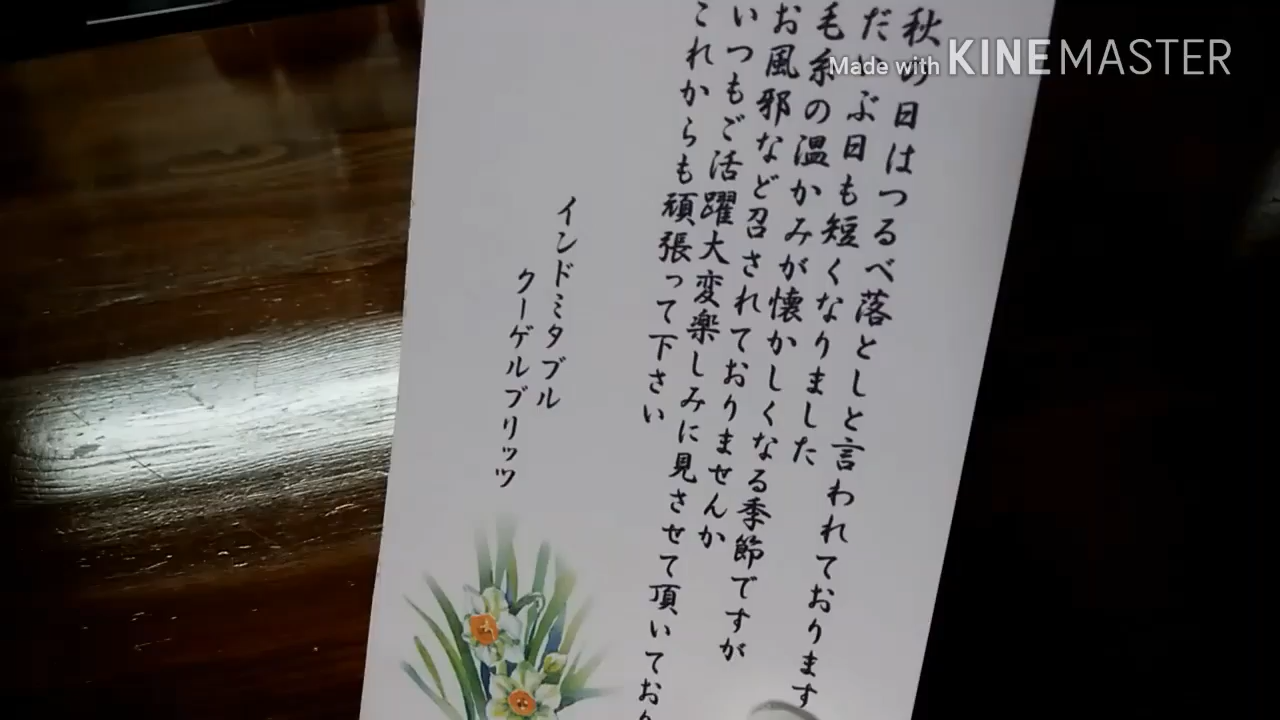 秋の日はつるべ落としと言われております
だいぶ日も短くなりました
毛糸の温かみが懐かしくなる季節ですが
お風邪など召されておりませんか
いつもご活躍大変楽しみに見させて頂いており
これからも頑張って下さい
インドミタブル
クーゲルブリッツ
Made with KINEMASTER